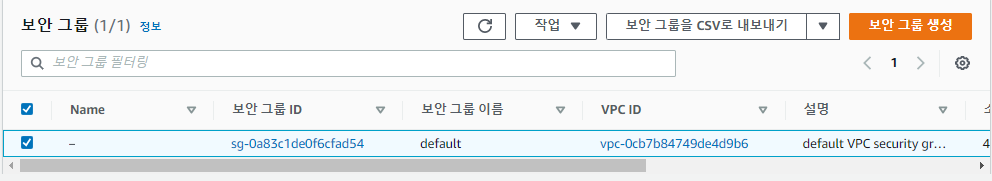 보안 그룹 (1/1) 정보 작업 보안 그룹을 CSV로 내보내기 보안 그룹 생성
보안 그룹 필터링 1
Name 보안 그룹 ID 보안 그룹 이름 VPC ID 설명
– sg-0a83c1de0f6cfad54 default vpc-0cb7b84749de4d9b6 default VPC security gr... 4